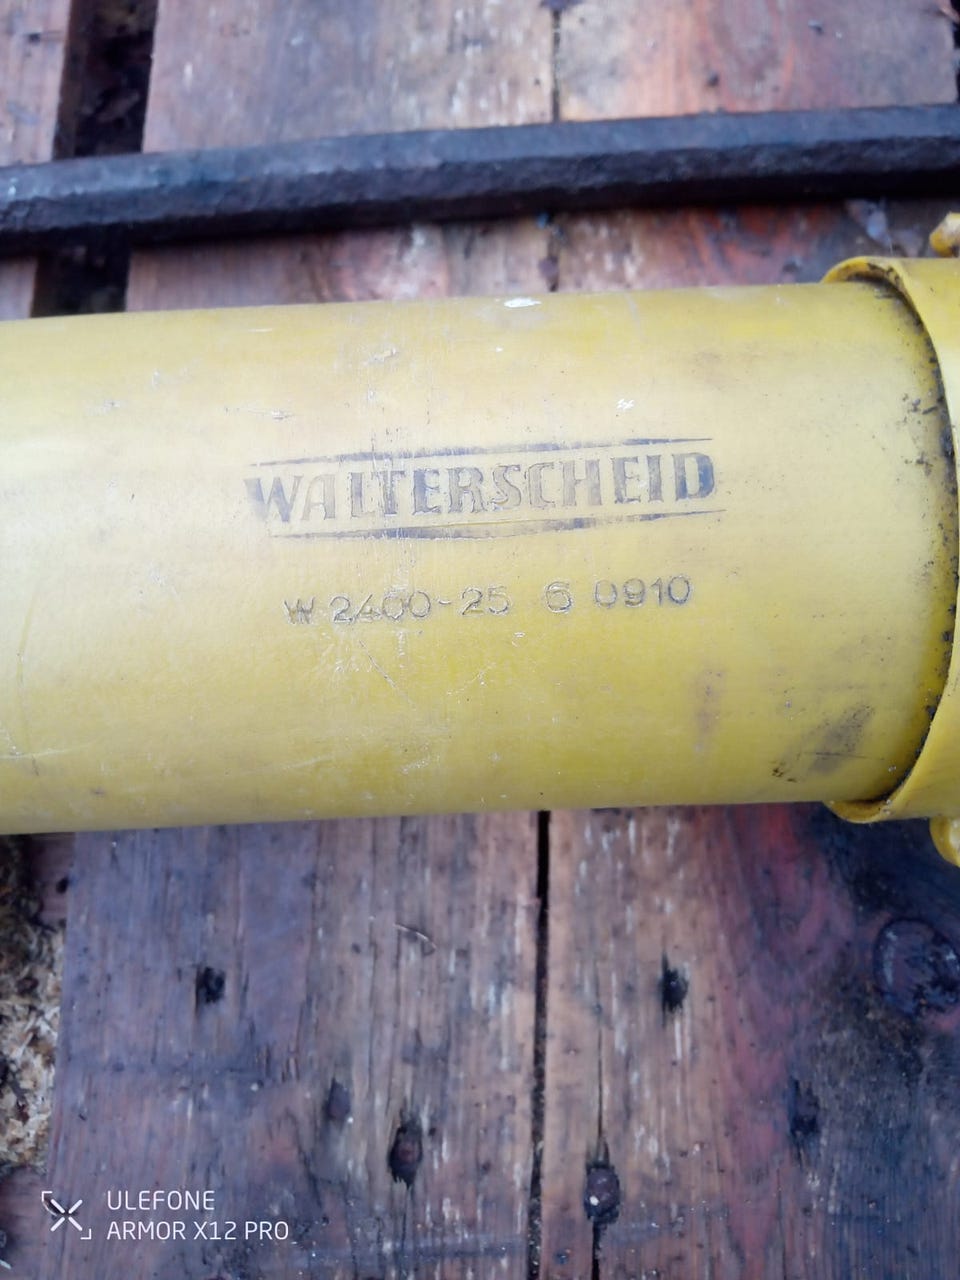 WALTERSCHEID
W 2400-25 6 0910
ULEFONE
ARMOR X12 PRO